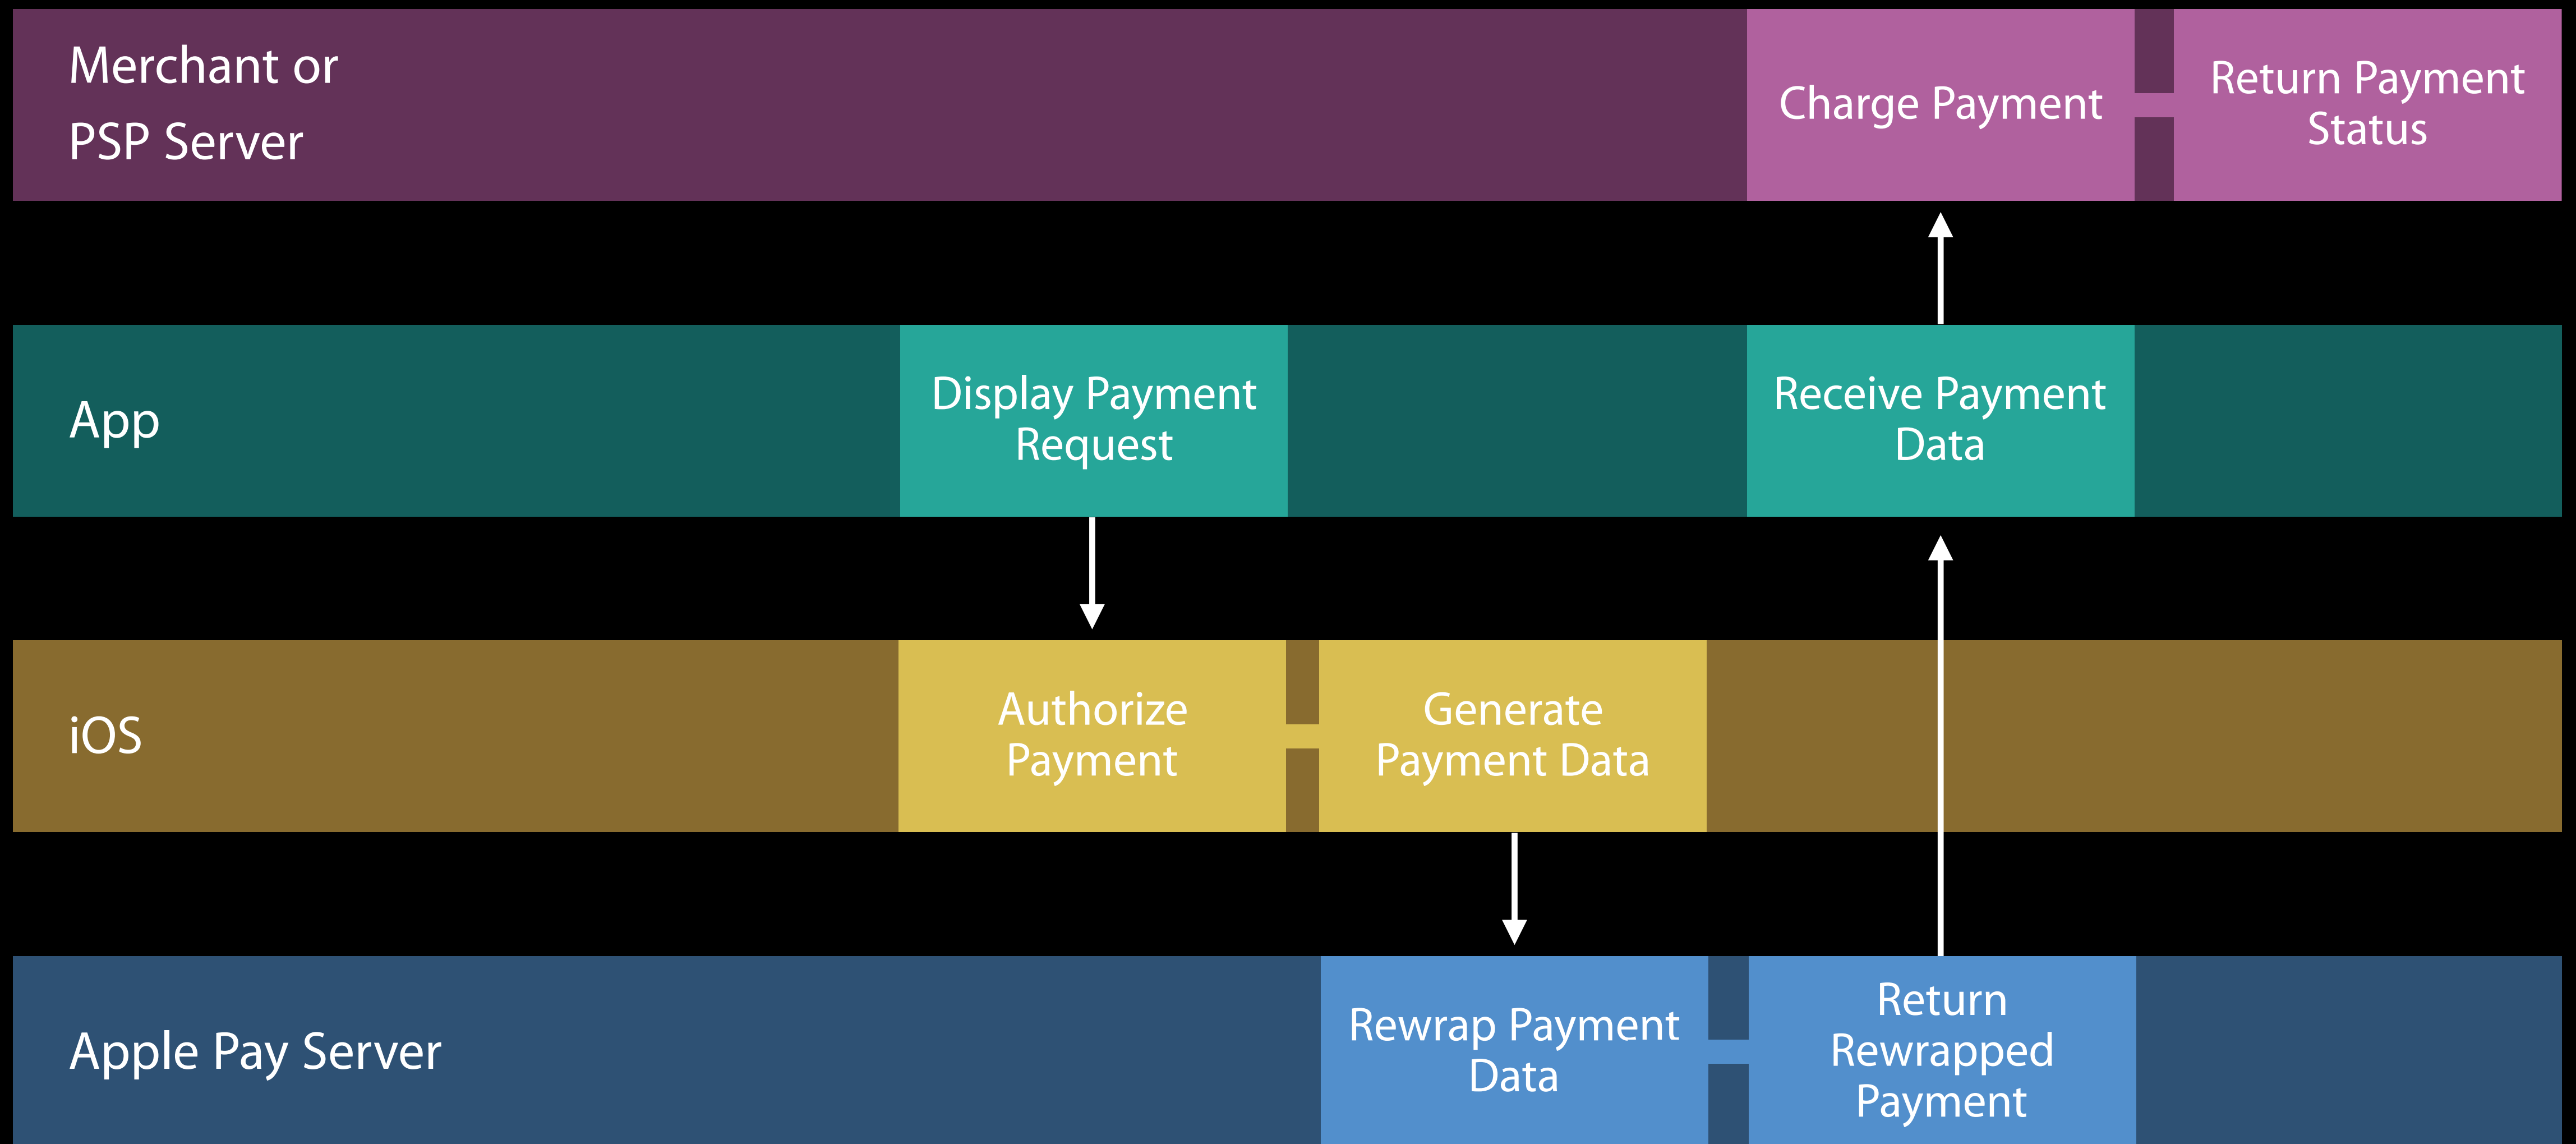 Merchant or
PSP Server
Charge Payment
Return Payment
Status
App
Display Payment
Request
Receive Payment
Data
iOS
Authorize
Payment
Generate
Payment Data
Apple Pay Server
Rewrap Payment
Data
Return
Rewrapped
Payment